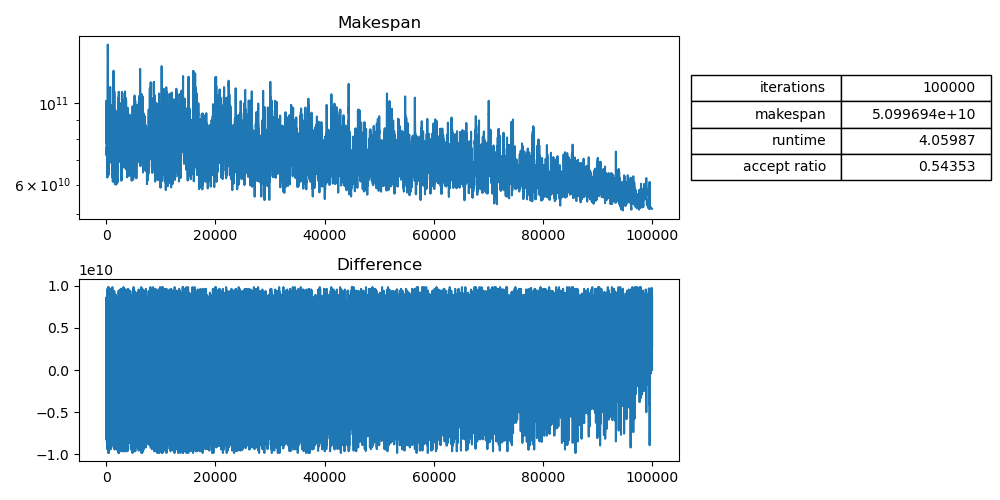 Makespan
10^11
6 × 10^10
0 20000 40000 60000 80000 100000
iterations 100000
makespan 5.099694e+10
runtime 4.05987
accept ratio 0.54353
Difference
1e10
1.0
0.5
0.0
−0.5
−1.0
0 20000 40000 60000 80000 100000